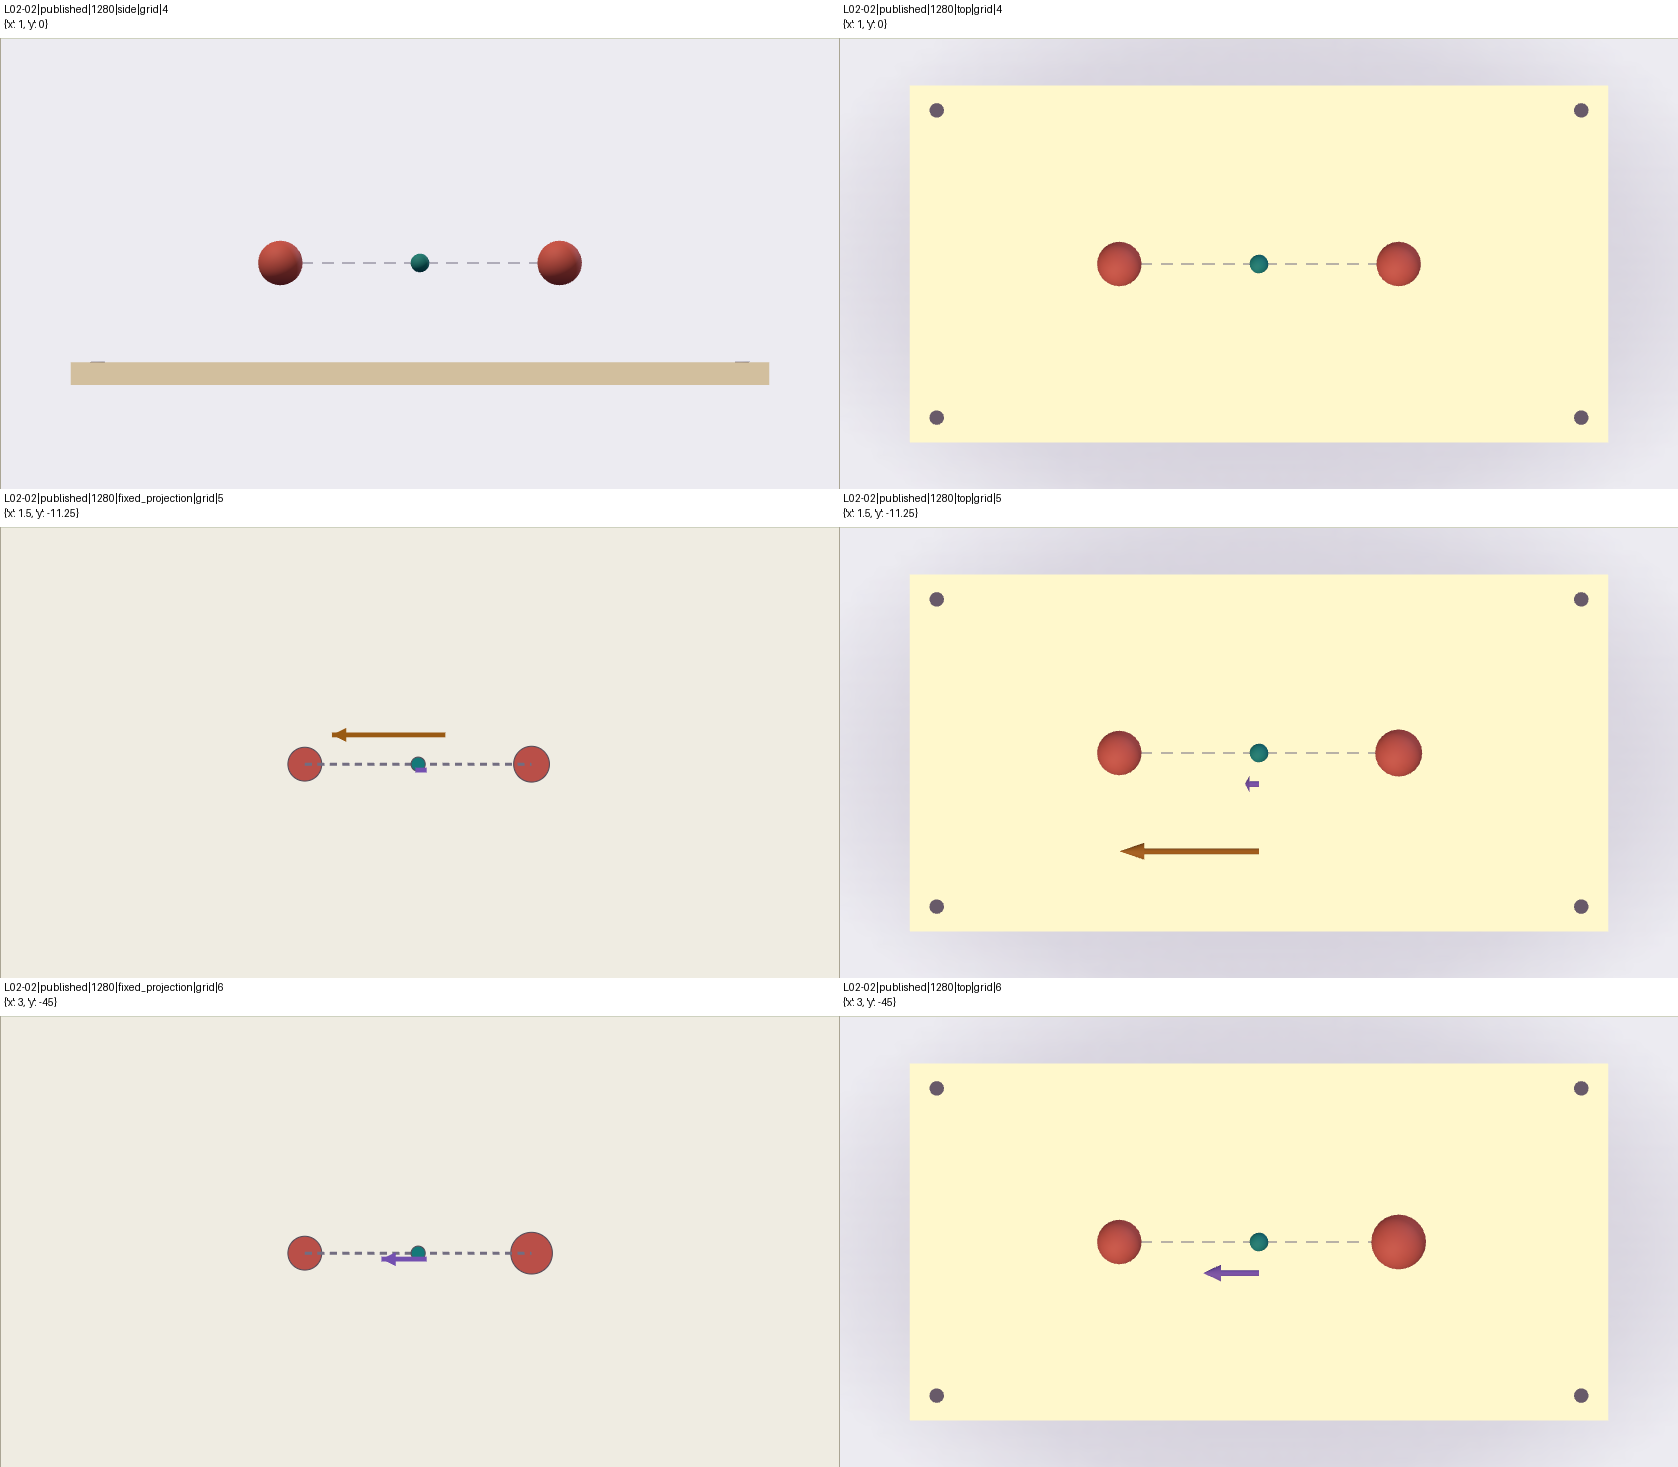 L02-02|published|1280|side|grid|4
{'x': 1, 'y': 0}
L02-02|published|1280|top|grid|4
{'x': 1, 'y': 0}
L02-02|published|1280|fixed_projection|grid|5
{'x': 1.5, 'y': -11.25}
L02-02|published|1280|top|grid|5
{'x': 1.5, 'y': -11.25}
L02-02|published|1280|fixed_projection|grid|6
{'x': 3, 'y': -45}
L02-02|published|1280|top|grid|6
{'x': 3, 'y': -45}